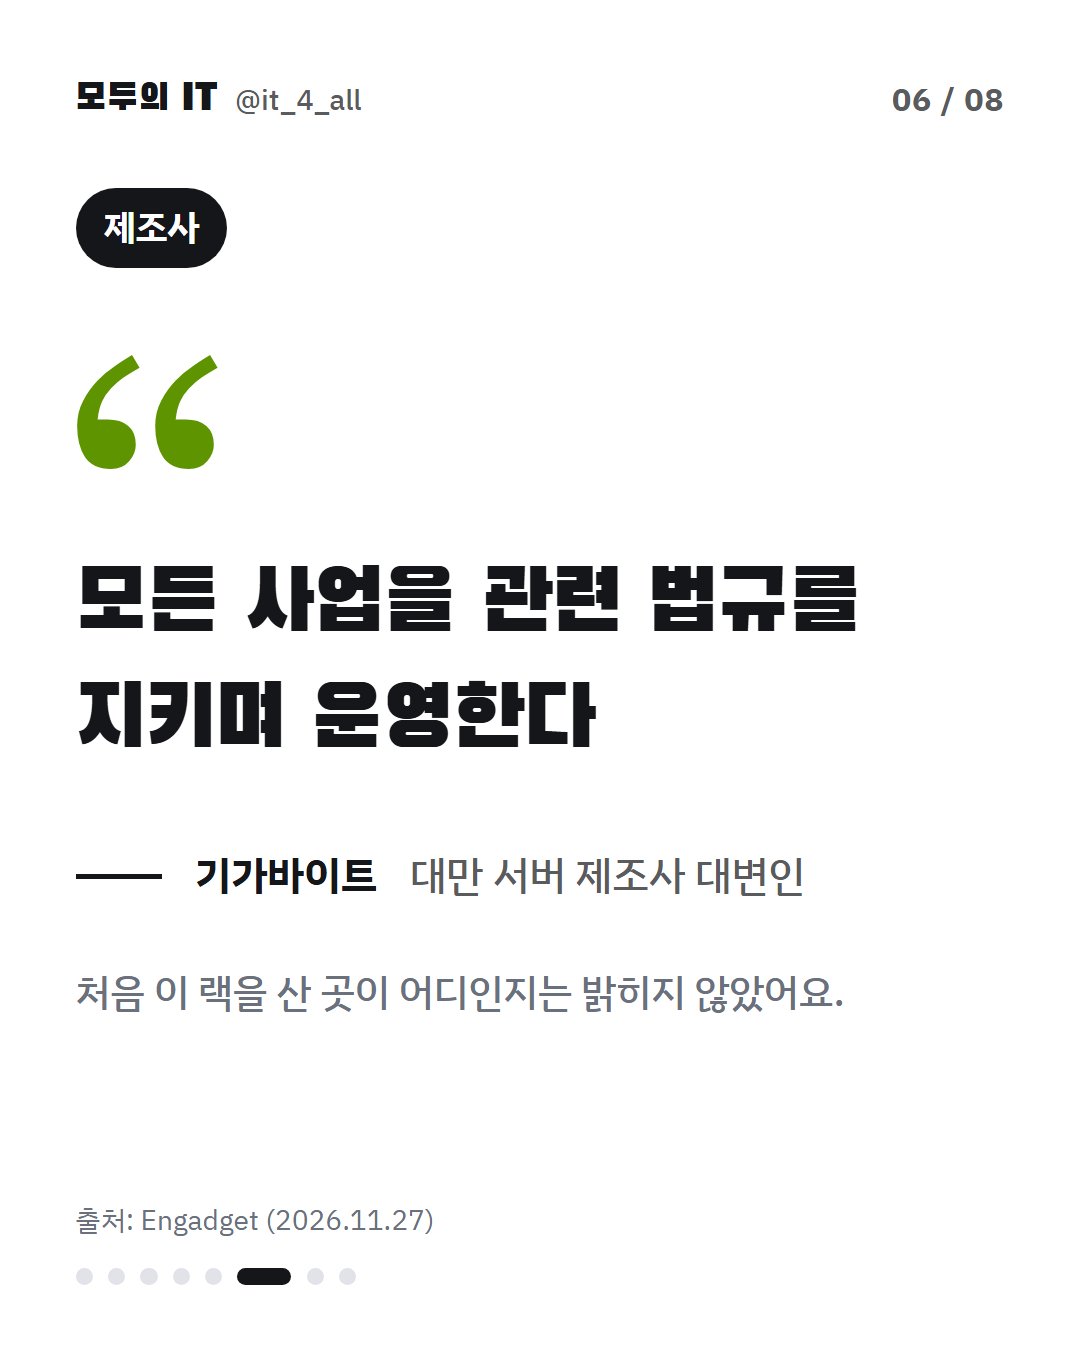 모두의 IT @it_4_all
06 / 08
제조사
“
모든 사업을 관련 법규를
지키며 운영한다
기가바이트 대만 서버 제조사 대변인
처음 이 랙을 산 곳이 어디인지는 밝히지 않았어요.
출처: Engadget (2026.11.27)